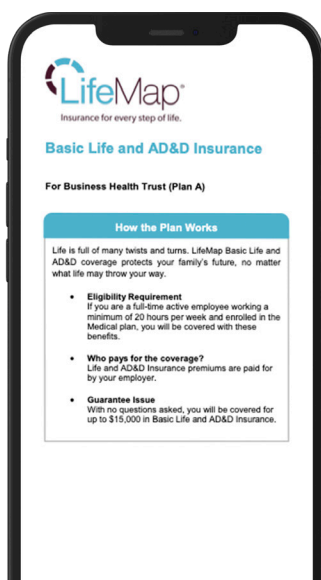 LifeMap®
Insurance for every step of life.
Basic Life and AD&D Insurance
For Business Health Trust (Plan A)
How the Plan Works
Life is full of many twists and turns. LifeMap Basic Life and
AD&D coverage protects your family's future, no matter
what life may throw your way.
• Eligibility Requirement
If you are a full-time active employee working a
minimum of 20 hours per week and enrolled in the
Medical plan, you will be covered with these
benefits.
• Who pays for the coverage?
Life and AD&D Insurance premiums are paid for
by your employer.
• Guarantee Issue
With no questions asked, you will be covered for
up to $15,000 in Basic Life and AD&D Insurance.